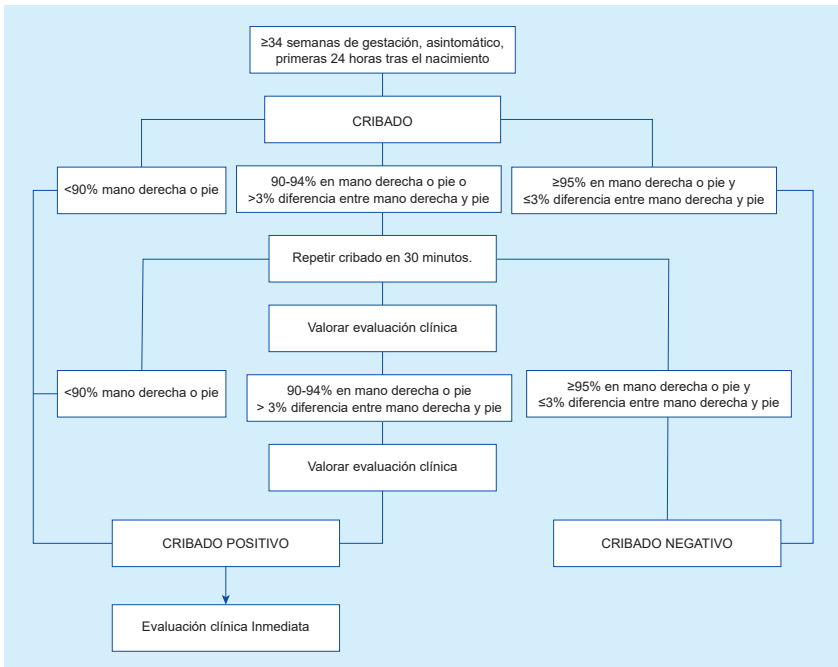 ≥34 semanas de gestación, asintomático,
primeras 24 horas tras el nacimiento
CRIBADO
<90% mano derecha o pie
90-94% en mano derecha o pie o
>3% diferencia entre mano derecha y pie
≥95% en mano derecha o pie y
≤3% diferencia entre mano derecha y pie
Repetir cribado en 30 minutos.
Valorar evaluación clínica
<90% mano derecha o pie
90-94% en mano derecha o pie
> 3% diferencia entre mano derecha y pie
≥95% en mano derecha o pie y
≤3% diferencia entre mano derecha y pie
Valorar evaluación clínica
CRIBADO POSITIVO
CRIBADO NEGATIVO
Evaluación clínica Inmediata